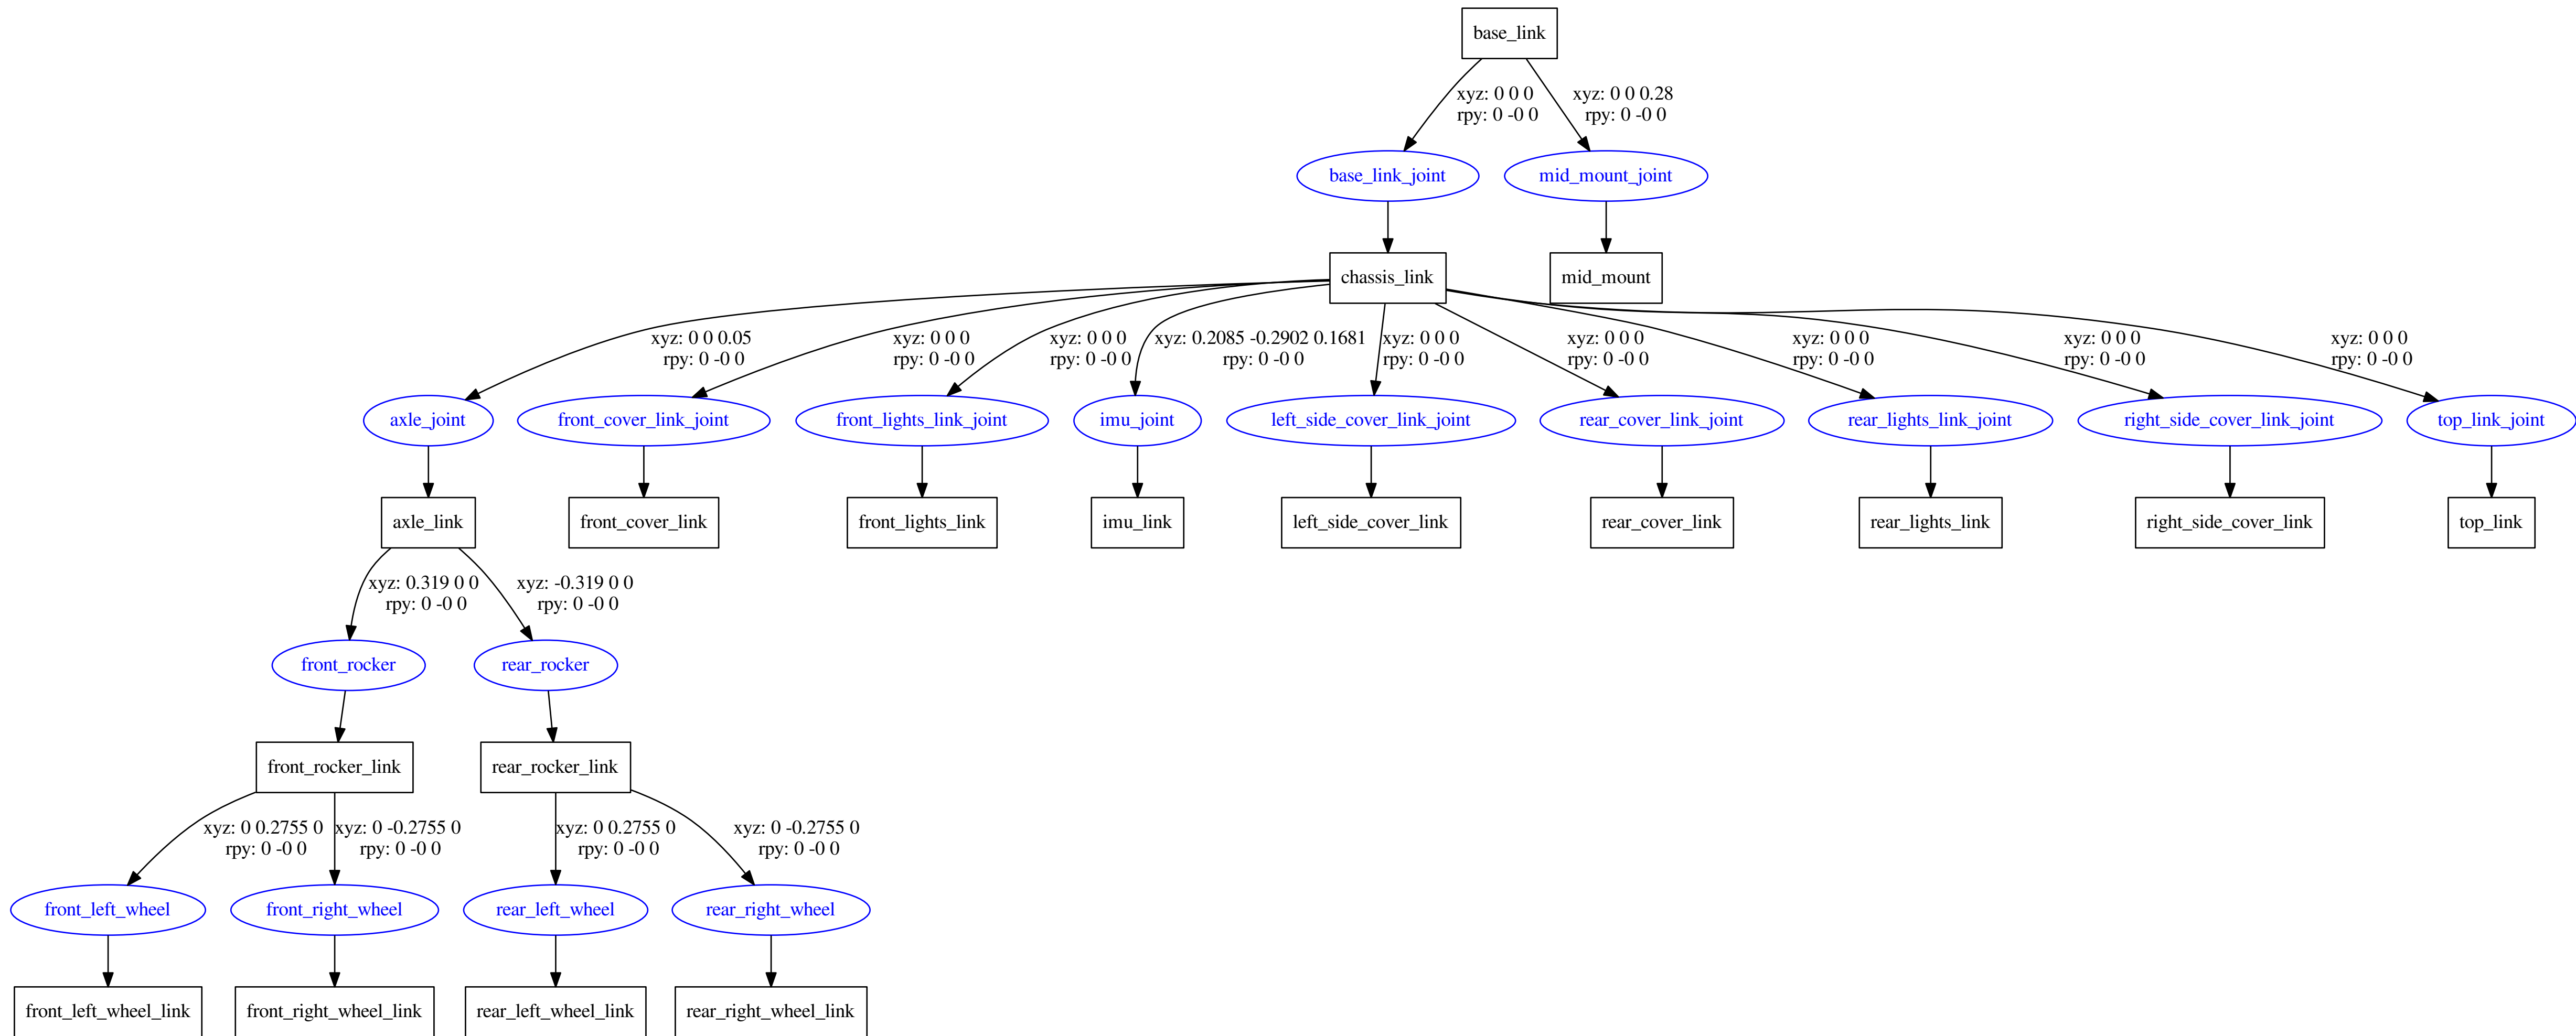 base_link
xyz: 0 0 0
rpy: 0 -0 0
xyz: 0 0 0.28
rpy: 0 -0 0
base_link_joint
mid_mount_joint
chassis_link
mid_mount
xyz: 0 0 0.05
rpy: 0 -0 0
xyz: 0 0 0
rpy: 0 -0 0
xyz: 0 0 0
rpy: 0 -0 0
xyz: 0.2085 -0.2902 0.1681
rpy: 0 -0 0
xyz: 0 0 0
rpy: 0 -0 0
xyz: 0 0 0
rpy: 0 -0 0
xyz: 0 0 0
rpy: 0 -0 0
xyz: 0 0 0
rpy: 0 -0 0
xyz: 0 0 0
rpy: 0 -0 0
axle_joint
front_cover_link_joint
front_lights_link_joint
imu_joint
left_side_cover_link_joint
rear_cover_link_joint
rear_lights_link_joint
right_side_cover_link_joint
top_link_joint
axle_link
front_cover_link
front_lights_link
imu_link
left_side_cover_link
rear_cover_link
rear_lights_link
right_side_cover_link
top_link
xyz: 0.319 0 0
rpy: 0 -0 0
xyz: -0.319 0 0
rpy: 0 -0 0
front_rocker
rear_rocker
front_rocker_link
rear_rocker_link
xyz: 0 0.2755 0
rpy: 0 -0 0
xyz: 0 -0.2755 0
rpy: 0 -0 0
xyz: 0 0.2755 0
rpy: 0 -0 0
xyz: 0 -0.2755 0
rpy: 0 -0 0
front_left_wheel
front_right_wheel
rear_left_wheel
rear_right_wheel
front_left_wheel_link
front_right_wheel_link
rear_left_wheel_link
rear_right_wheel_link